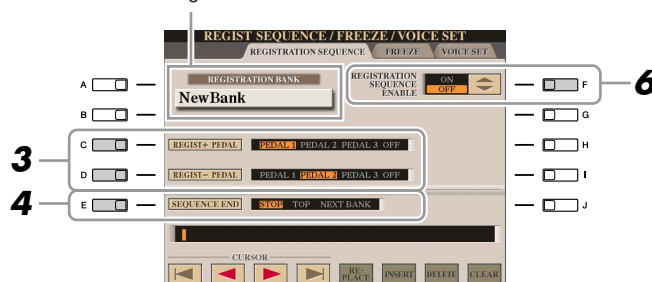 REGIST SEQUENCE / FREEZE / VOICE SET
REGISTRATION SEQUENCE FREEZE VOICE SET
A
REGISTRATION BANK
NewBank
REGISTRATION
SEQUENCE
ENABLE
ON
OFF
F
6
B
G
3
C
REGIST+ PEDAL PEDAL 1 PEDAL 2 PEDAL 3 OFF
H
D
REGIST− PEDAL PEDAL 1 PEDAL 2 PEDAL 3 OFF
I
4
E
SEQUENCE END STOP TOP NEXT BANK
J
CURSOR
RE-
PLACE
INSERT
DELETE
CLEAR